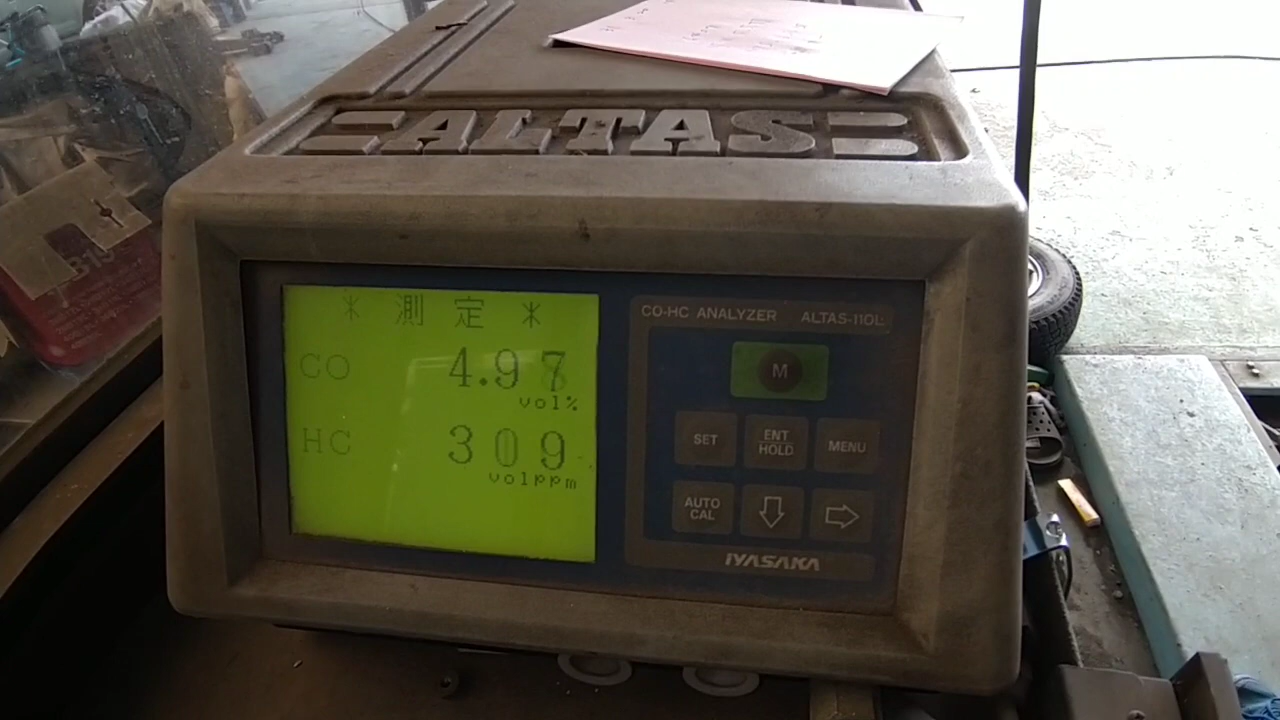 ALTAS
* 測 定 *
CO 4.97
vol%
HC 309
volppm
CO-HC ANALYZER ALTAS-110L
M
SET
ENT
HOLD
MENU
AUTO
CAL
IYASAKA